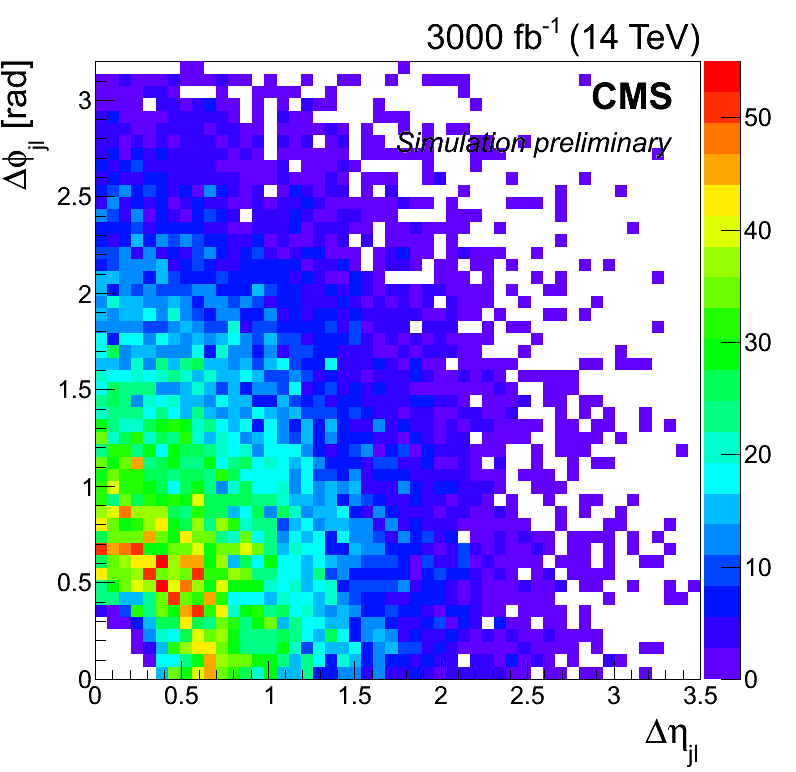 3000 fb⁻¹ (14 TeV)
CMS
Simulation preliminary
Δϕjl [rad]
3
2.5
2
1.5
1
0.5
0
0 0.5 1 1.5 2 2.5 3 3.5
Δηjl
50
40
30
20
10
0